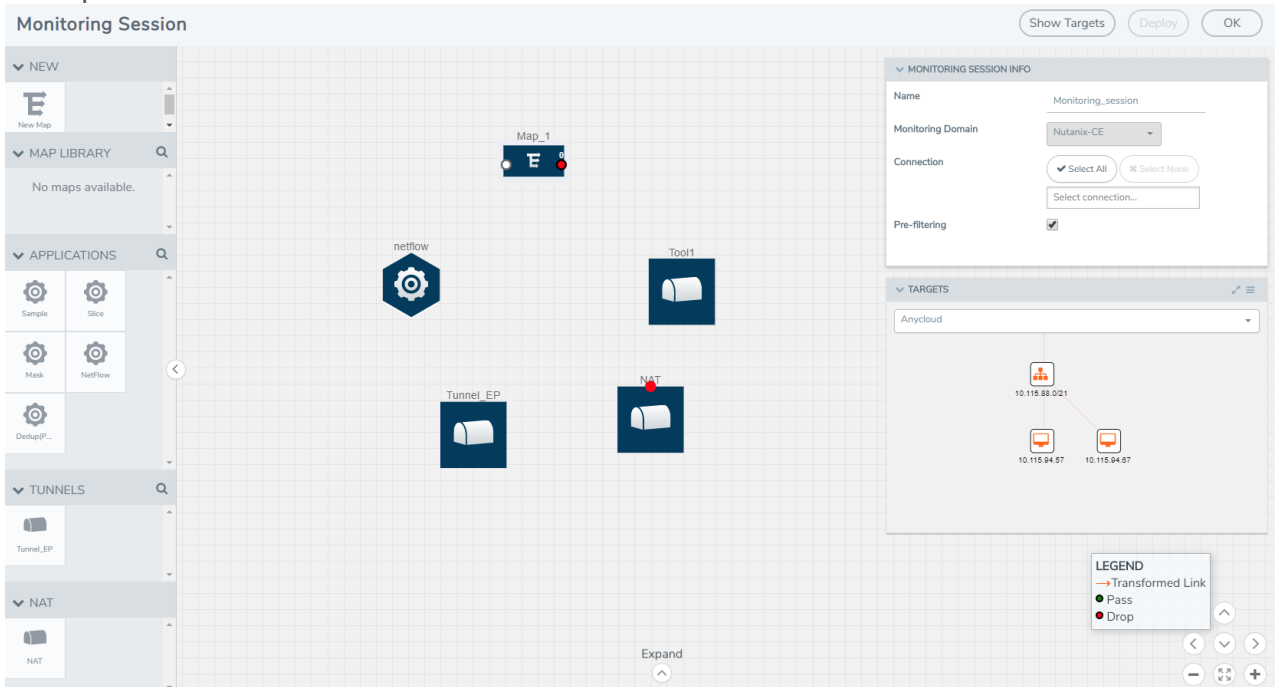 Monitoring Session
Show Targets
Deploy
OK
NEW
New Map
MAP LIBRARY
No maps available.
APPLICATIONS
Sample
Slice
Mask
NetFlow
Dedup(P...
TUNNELS
Tunnel_EP
NAT
NAT
Map_1
0
netflow
Tool1
Tunnel_EP
NAT
Expand
MONITORING SESSION INFO
Name
Monitoring_session
Monitoring Domain
Nutanix-CE
Connection
Select All
Select None
Select connection...
Pre-filtering
TARGETS
Anycloud
10.115.88.0/21
10.115.94.57
10.115.94.67
LEGEND
Transformed Link
Pass
Drop